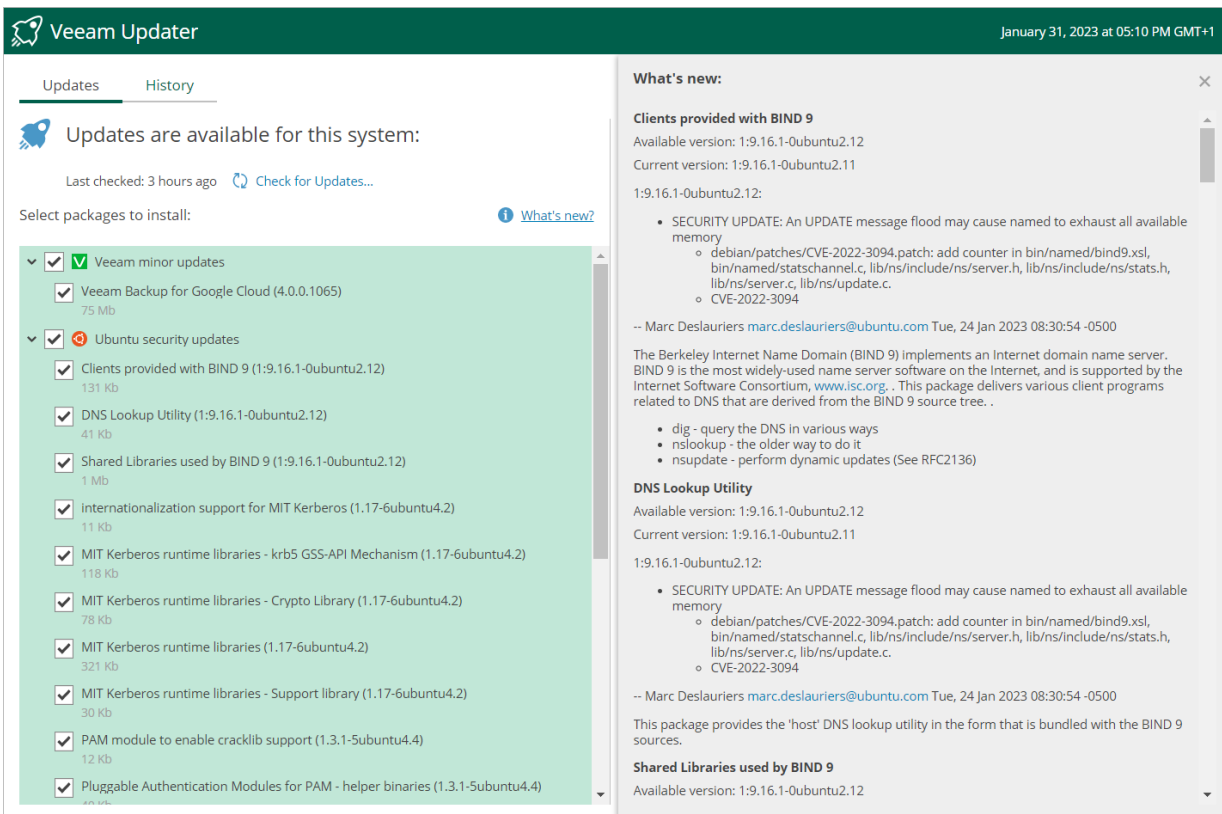 Veeam Updater
January 31, 2023 at 05:10 PM GMT+1
Updates
History
Updates are available for this system:
Last checked: 3 hours ago
Check for Updates...
Select packages to install:
What's new?
Veeam minor updates
Veeam Backup for Google Cloud (4.0.0.1065)
75 Mb
Ubuntu security updates
Clients provided with BIND 9 (1:9.16.1-0ubuntu2.12)
131 Kb
DNS Lookup Utility (1:9.16.1-0ubuntu2.12)
41 Kb
Shared Libraries used by BIND 9 (1:9.16.1-0ubuntu2.12)
1 Mb
internationalization support for MIT Kerberos (1.17-6ubuntu4.2)
11 Kb
MIT Kerberos runtime libraries - krb5 GSS-API Mechanism (1.17-6ubuntu4.2)
118 Kb
MIT Kerberos runtime libraries - Crypto Library (1.17-6ubuntu4.2)
78 Kb
MIT Kerberos runtime libraries (1.17-6ubuntu4.2)
321 Kb
MIT Kerberos runtime libraries - Support library (1.17-6ubuntu4.2)
30 Kb
PAM module to enable cracklib support (1.3.1-5ubuntu4.4)
12 Kb
Pluggable Authentication Modules for PAM - helper binaries (1.3.1-5ubuntu4.4)
What's new:
Clients provided with BIND 9
Available version: 1:9.16.1-0ubuntu2.12
Current version: 1:9.16.1-0ubuntu2.11
1:9.16.1-0ubuntu2.12:
• SECURITY UPDATE: An UPDATE message flood may cause named to exhaust all available
memory
◦ debian/patches/CVE-2022-3094.patch: add counter in bin/named/bind9.xsl,
bin/named/statschannel.c, lib/ns/include/ns/server.h, lib/ns/include/ns/stats.h,
lib/ns/server.c, lib/ns/update.c.
◦ CVE-2022-3094
-- Marc Deslauriers marc.deslauriers@ubuntu.com Tue, 24 Jan 2023 08:30:54 -0500
The Berkeley Internet Name Domain (BIND 9) implements an Internet domain name server.
BIND 9 is the most widely-used name server software on the Internet, and is supported by the
Internet Software Consortium, www.isc.org. . This package delivers various client programs
related to DNS that are derived from the BIND 9 source tree. .
• dig - query the DNS in various ways
• nslookup - the older way to do it
• nsupdate - perform dynamic updates (See RFC2136)
DNS Lookup Utility
Available version: 1:9.16.1-0ubuntu2.12
Current version: 1:9.16.1-0ubuntu2.11
1:9.16.1-0ubuntu2.12:
• SECURITY UPDATE: An UPDATE message flood may cause named to exhaust all available
memory
◦ debian/patches/CVE-2022-3094.patch: add counter in bin/named/bind9.xsl,
bin/named/statschannel.c, lib/ns/include/ns/server.h, lib/ns/include/ns/stats.h,
lib/ns/server.c, lib/ns/update.c.
◦ CVE-2022-3094
-- Marc Deslauriers marc.deslauriers@ubuntu.com Tue, 24 Jan 2023 08:30:54 -0500
This package provides the 'host' DNS lookup utility in the form that is bundled with the BIND 9
sources.
Shared Libraries used by BIND 9
Available version: 1:9.16.1-0ubuntu2.12